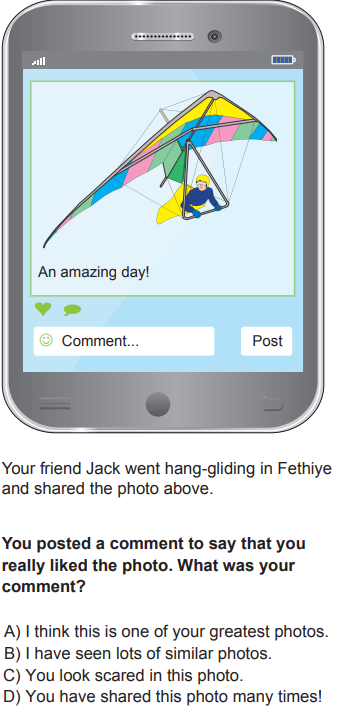 An amazing day!
Comment...
Post
Your friend Jack went hang-gliding in Fethiye
and shared the photo above.
You posted a comment to say that you
really liked the photo. What was your
comment?
A) I think this is one of your greatest photos.
B) I have seen lots of similar photos.
C) You look scared in this photo.
D) You have shared this photo many times!